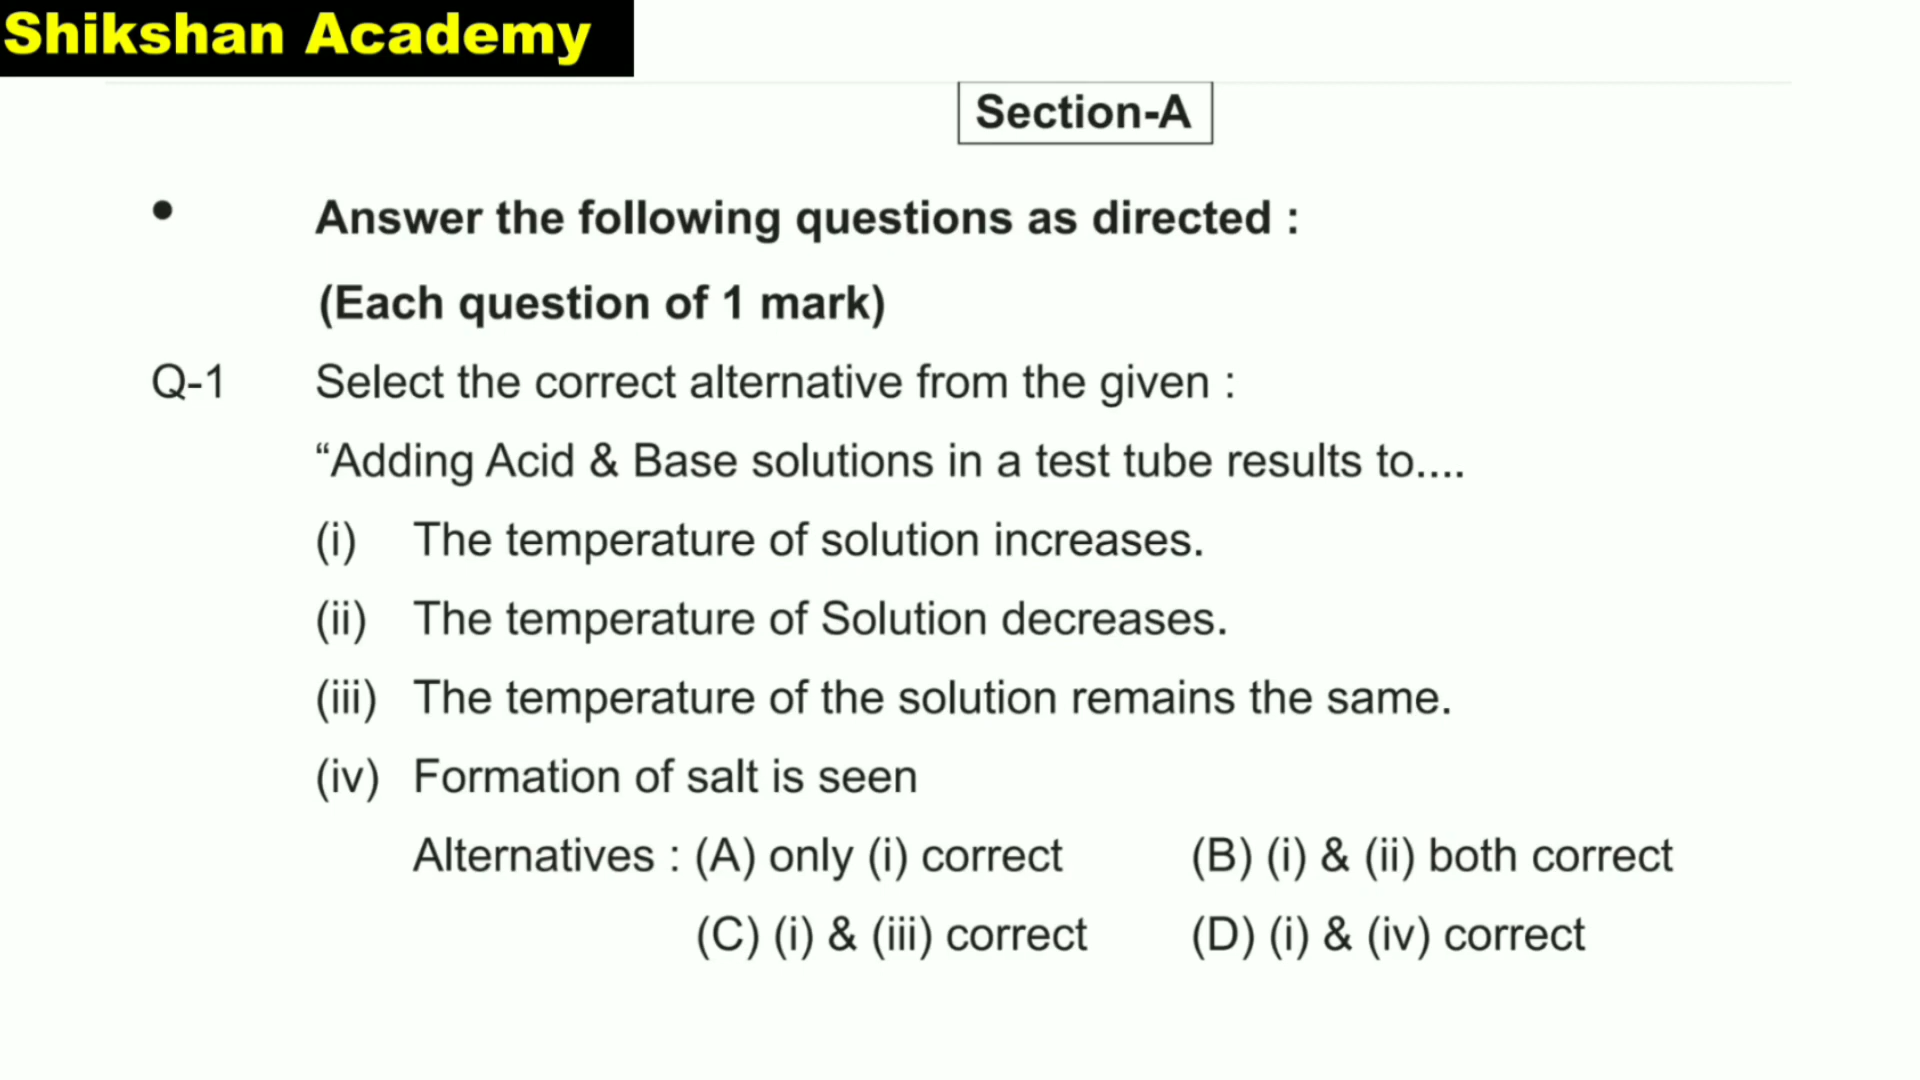 Shikshan Academy
Section-A
• Answer the following questions as directed :
(Each question of 1 mark)
Q-1 Select the correct alternative from the given :
“Adding Acid & Base solutions in a test tube results to....
(i) The temperature of solution increases.
(ii) The temperature of Solution decreases.
(iii) The temperature of the solution remains the same.
(iv) Formation of salt is seen
Alternatives : (A) only (i) correct (B) (i) & (ii) both correct
(C) (i) & (iii) correct (D) (i) & (iv) correct